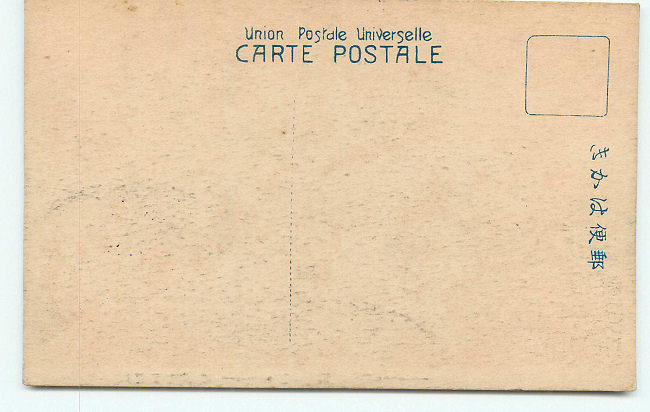 Union Postale Universelle
CARTE POSTALE
郵便はかき